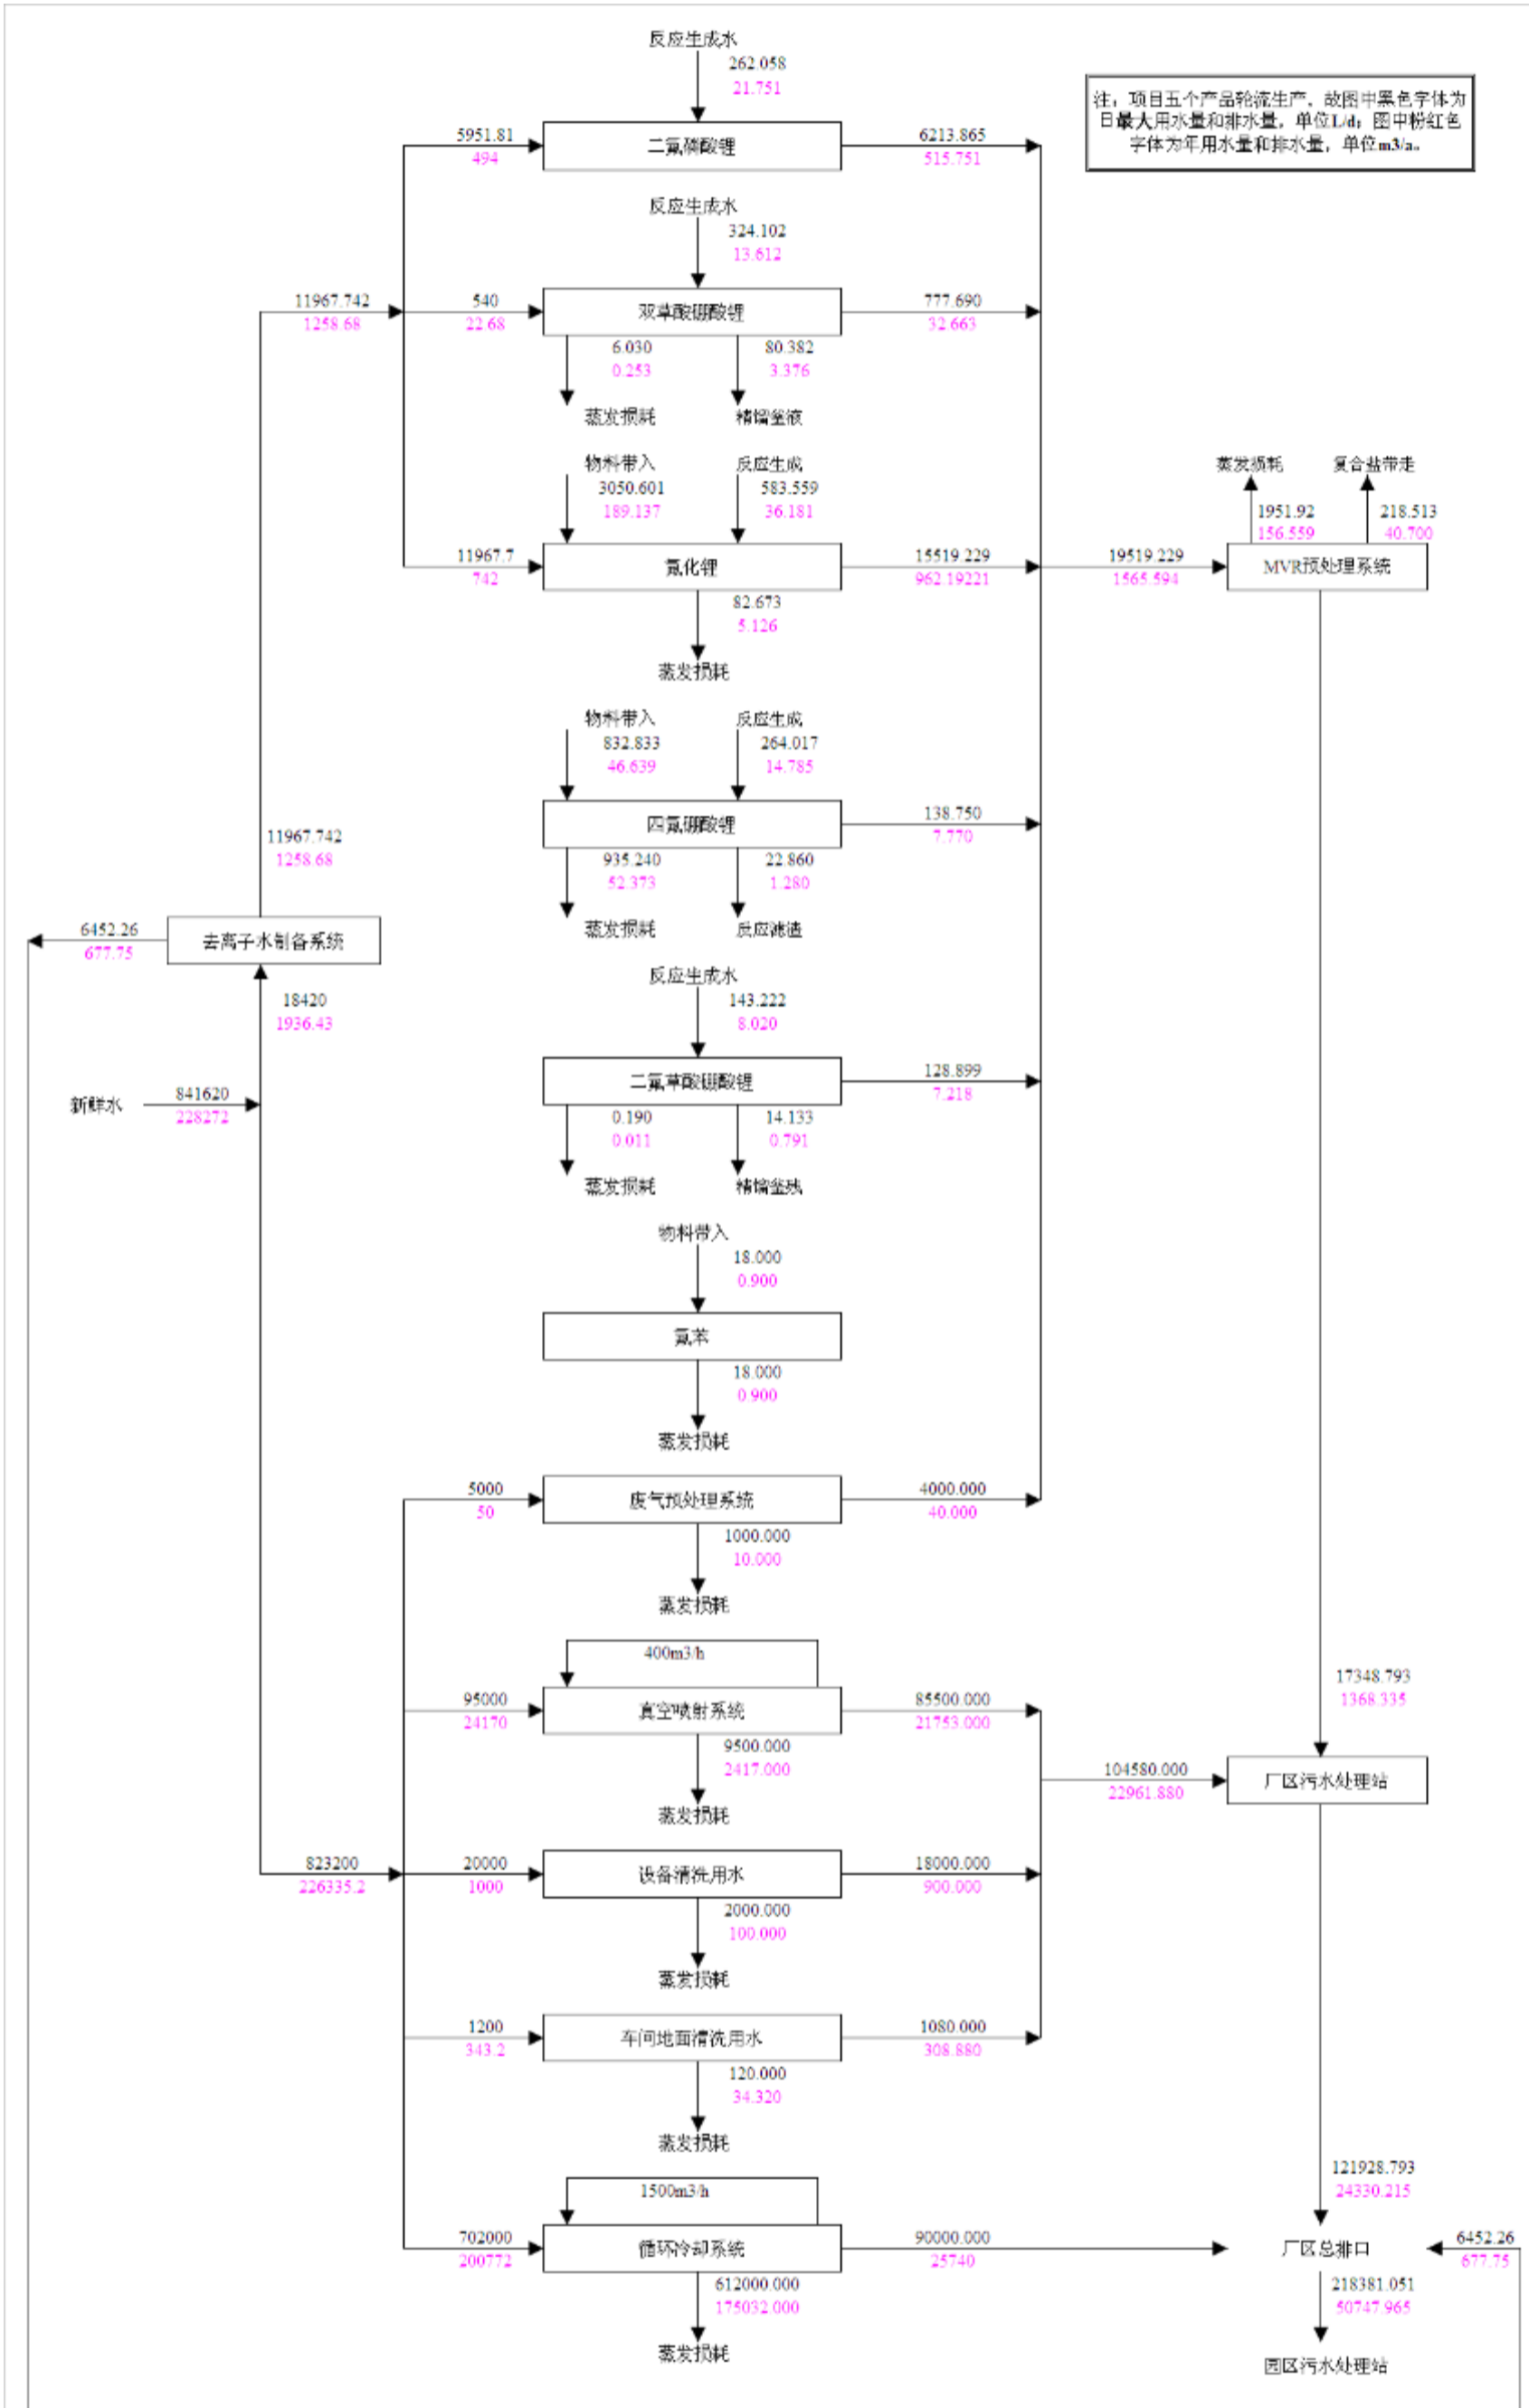 反应生成水
262.058
21.751
注：项目五个产品轮流生产，故图中黑色字体为
日最大用水量和排水量，单位L/d；图中粉红色
字体为年用水量和排水量，单位m3/a。
5951.81
494
二氟磷酸锂
6213.865
515.751
反应生成水
324.102
13.612
11967.742
1258.68
540
22.68
双草酸硼酸锂
777.690
32.663
6.030
0.253
80.382
3.376
蒸发损耗
精馏釜液
物料带入
反应生成
3050.601
189.137
583.559
36.181
蒸发损耗
复合盐带走
1951.92
156.559
218.513
40.700
11967.7
742
氟化锂
15519.229
962.19221
19519.229
1565.594
MVR预处理系统
82.673
5.126
蒸发损耗
物料带入
反应生成
832.833
46.639
264.017
14.785
四氟硼酸锂
138.750
7.770
11967.742
1258.68
935.240
52.373
22.860
1.280
蒸发损耗
反应滤渣
6452.26
677.75
去离子水制备系统
反应生成水
18420
1936.43
143.222
8.020
二氟草酸硼酸锂
128.899
7.218
新鲜水
841620
228272
0.190
0.011
14.133
0.791
蒸发损耗
精馏釜残
物料带入
18.000
0.900
氟苯
18.000
0.900
蒸发损耗
5000
50
废气预处理系统
4000.000
40.000
1000.000
10.000
蒸发损耗
400m3/h
95000
24170
真空喷射系统
85500.000
21753.000
17348.793
1368.335
9500.000
2417.000
104580.000
22961.880
厂区污水处理站
蒸发损耗
823200
226335.2
20000
1000
设备清洗用水
18000.000
900.000
2000.000
100.000
蒸发损耗
1200
343.2
车间地面清洗用水
1080.000
308.880
120.000
34.320
蒸发损耗
121928.793
24330.215
1500m3/h
702000
200772
循环冷却系统
90000.000
25740
厂区总排口
6452.26
677.75
612000.000
175032.000
218381.051
50747.965
蒸发损耗
园区污水处理站